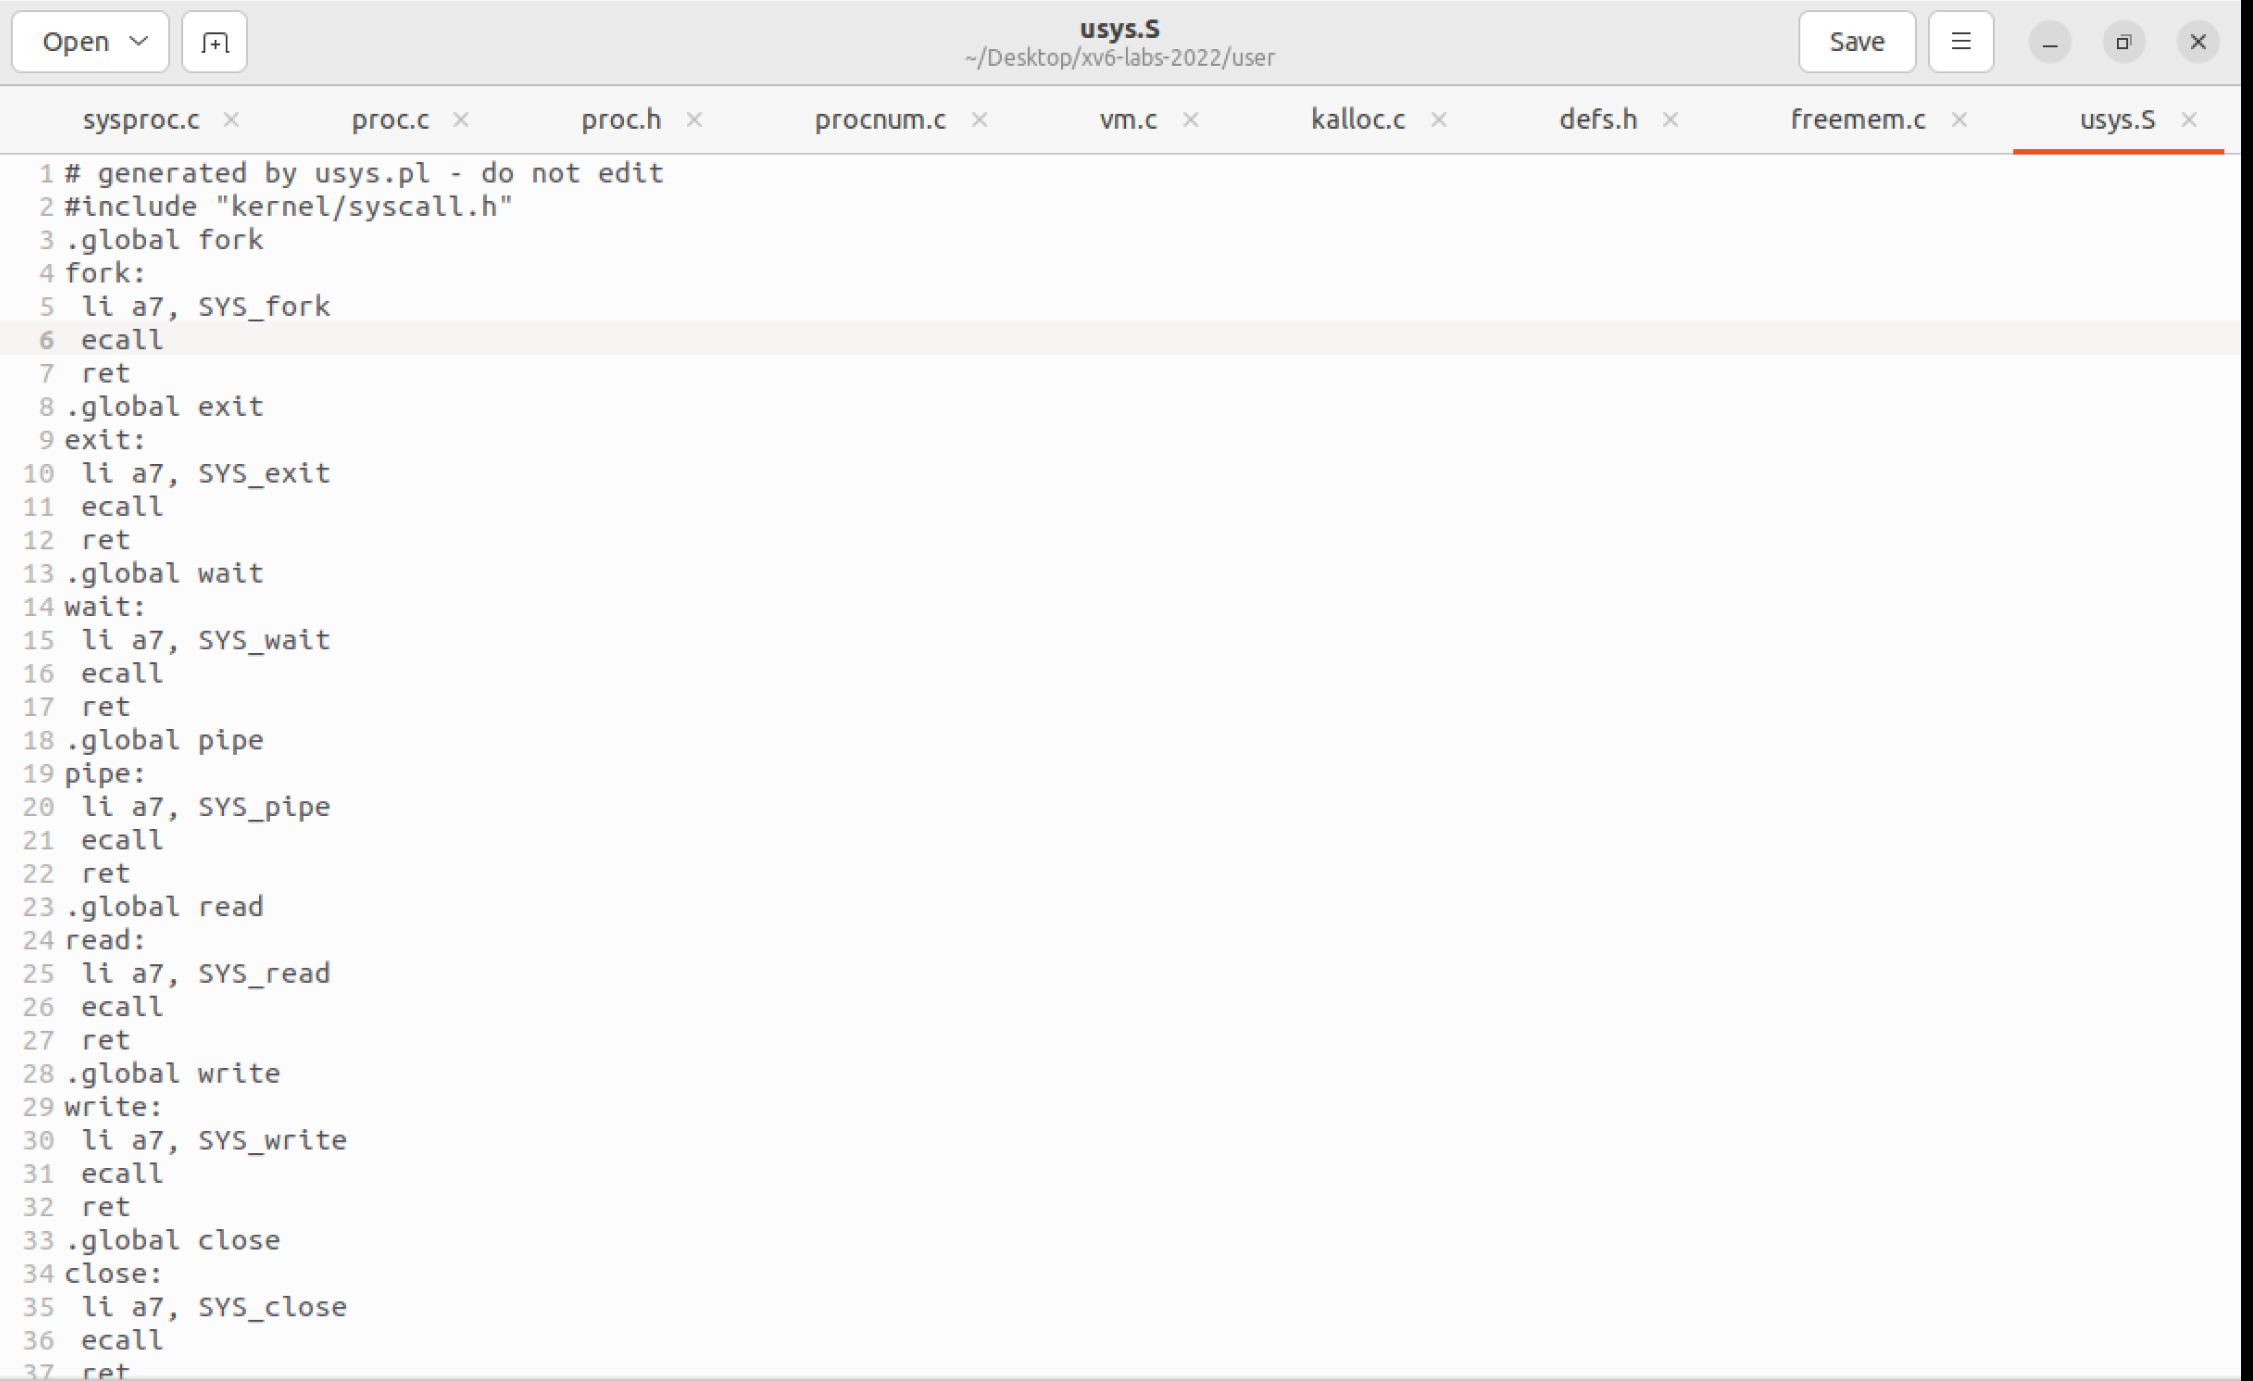 Open
usys.S
~/Desktop/xv6-labs-2022/user
Save
sysproc.c proc.c proc.h procnum.c vm.c kalloc.c defs.h freemem.c usys.S
1 # generated by usys.pl - do not edit
2 #include "kernel/syscall.h"
3 .global fork
4 fork:
5  li a7, SYS_fork
6  ecall
7  ret
8 .global exit
9 exit:
10  li a7, SYS_exit
11  ecall
12  ret
13 .global wait
14 wait:
15  li a7, SYS_wait
16  ecall
17  ret
18 .global pipe
19 pipe:
20  li a7, SYS_pipe
21  ecall
22  ret
23 .global read
24 read:
25  li a7, SYS_read
26  ecall
27  ret
28 .global write
29 write:
30  li a7, SYS_write
31  ecall
32  ret
33 .global close
34 close:
35  li a7, SYS_close
36  ecall
37  ret